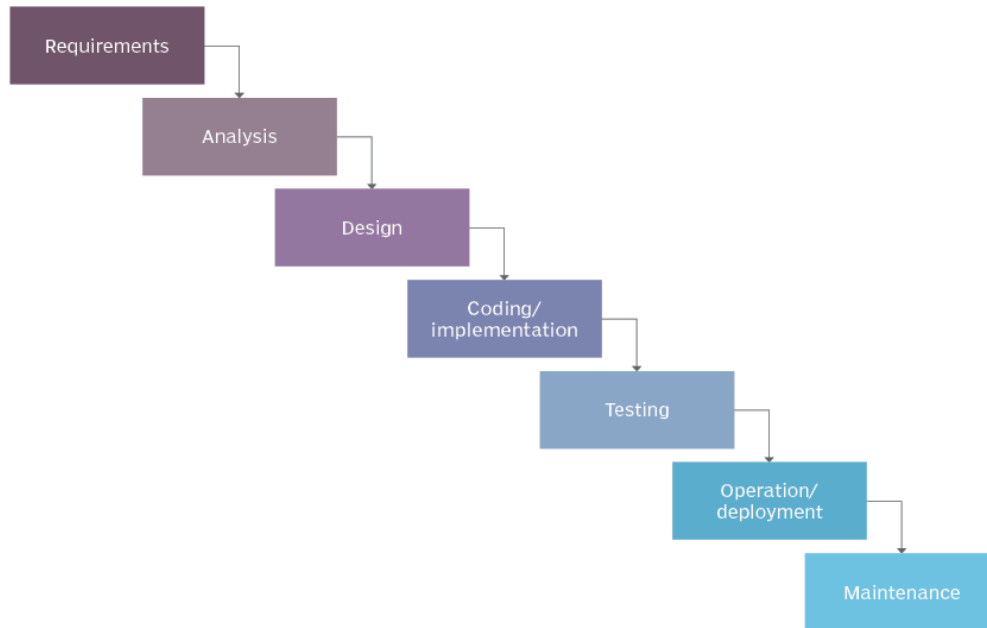 Requirements
Analysis
Design
Coding/
implementation
Testing
Operation/
deployment
Maintenance